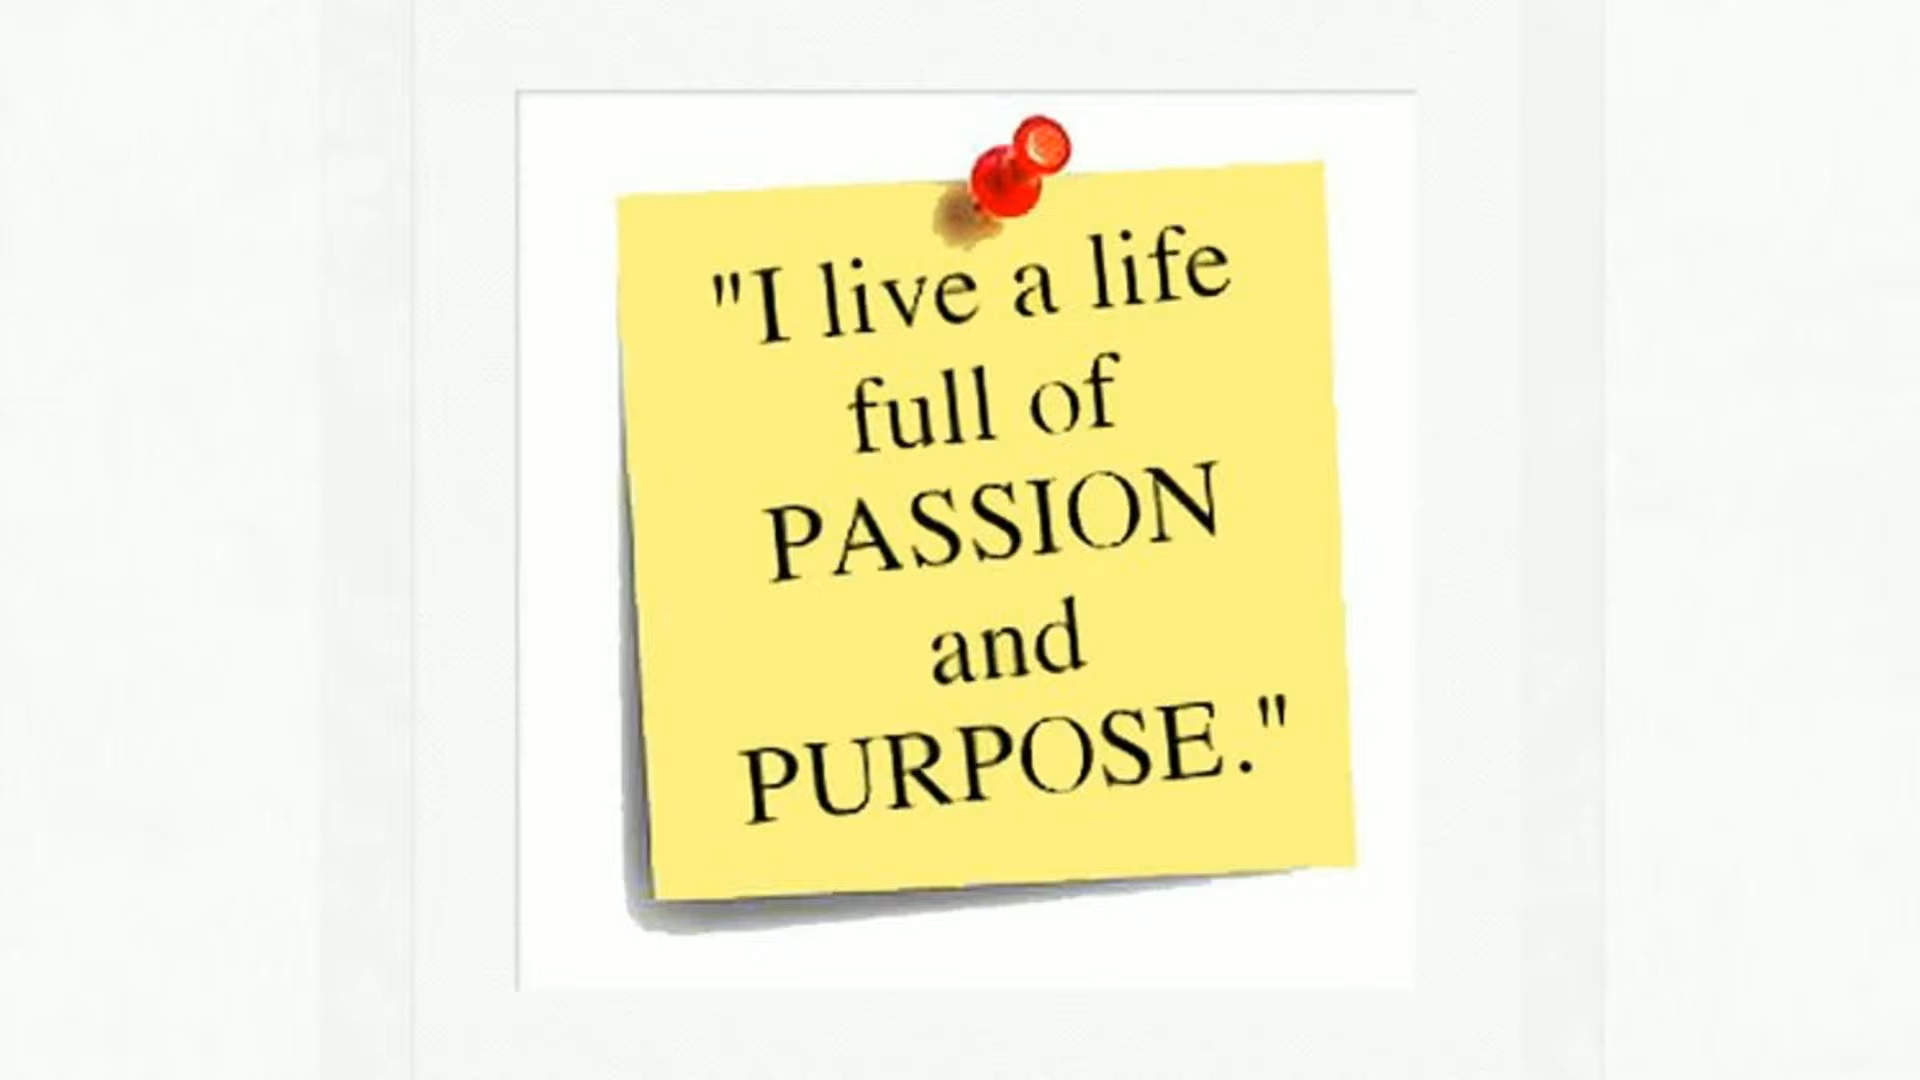 "I live a life
full of
PASSION
and
PURPOSE."